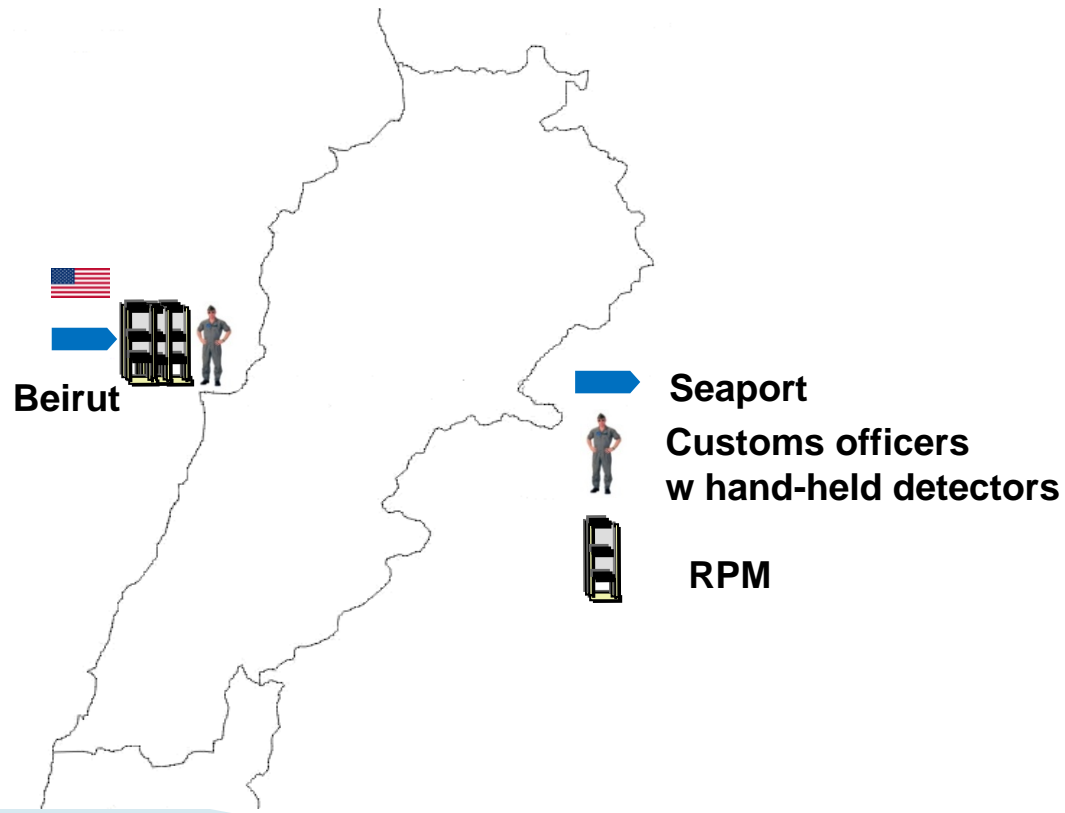 Beirut
Seaport
Customs officers
w hand-held detectors
RPM